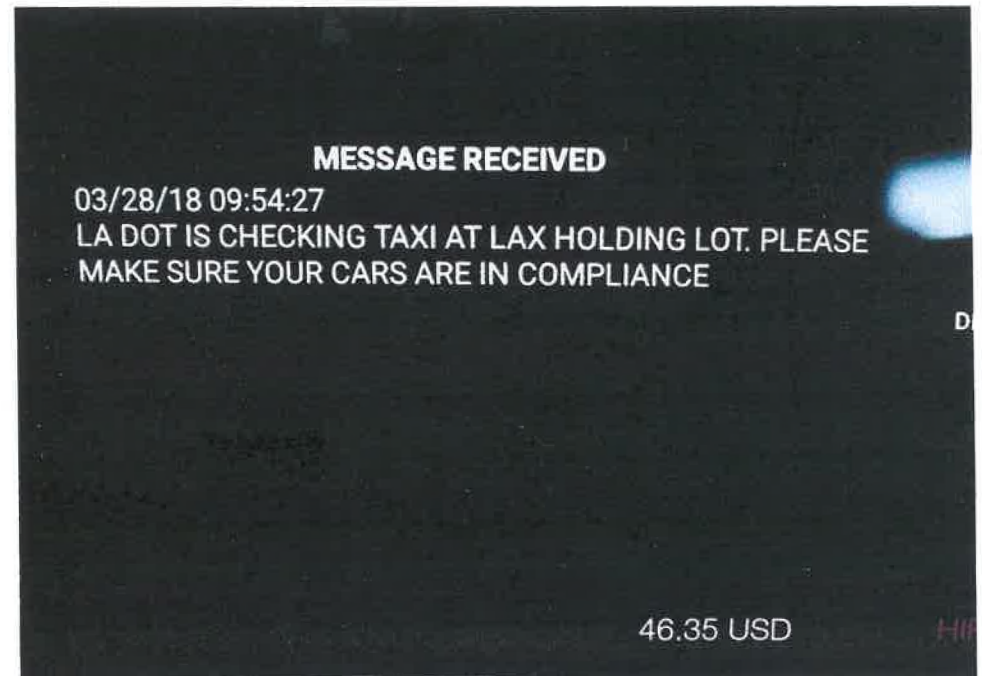 MESSAGE RECEIVED
03/28/18 09:54:27
LA DOT IS CHECKING TAXI AT LAX HOLDING LOT. PLEASE
MAKE SURE YOUR CARS ARE IN COMPLIANCE
46.35 USD